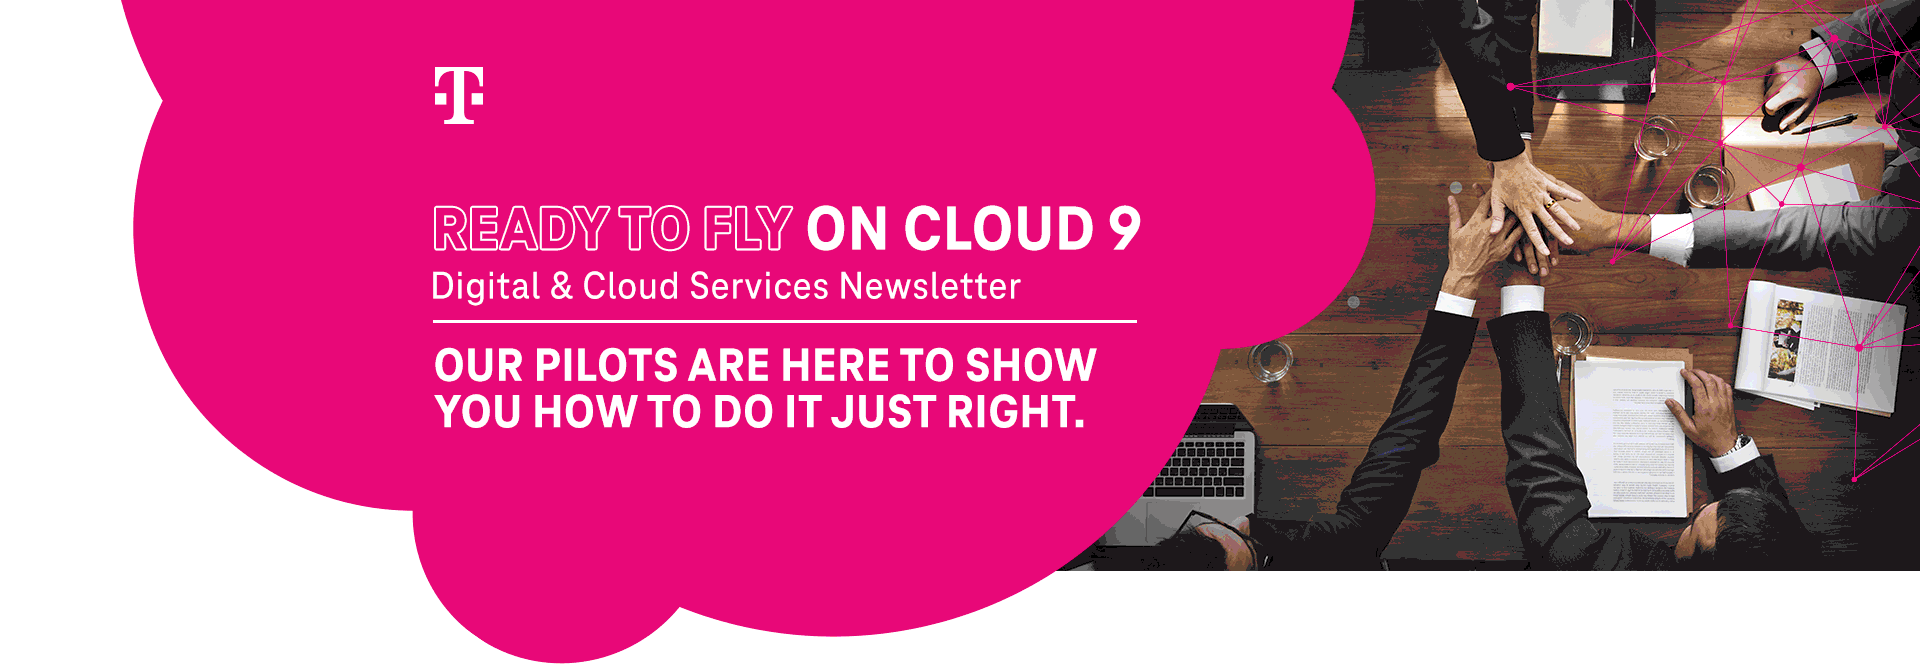 T
READY TO FLY ON CLOUD 9
Digital & Cloud Services Newsletter
OUR PILOTS ARE HERE TO SHOW
YOU HOW TO DO IT JUST RIGHT.